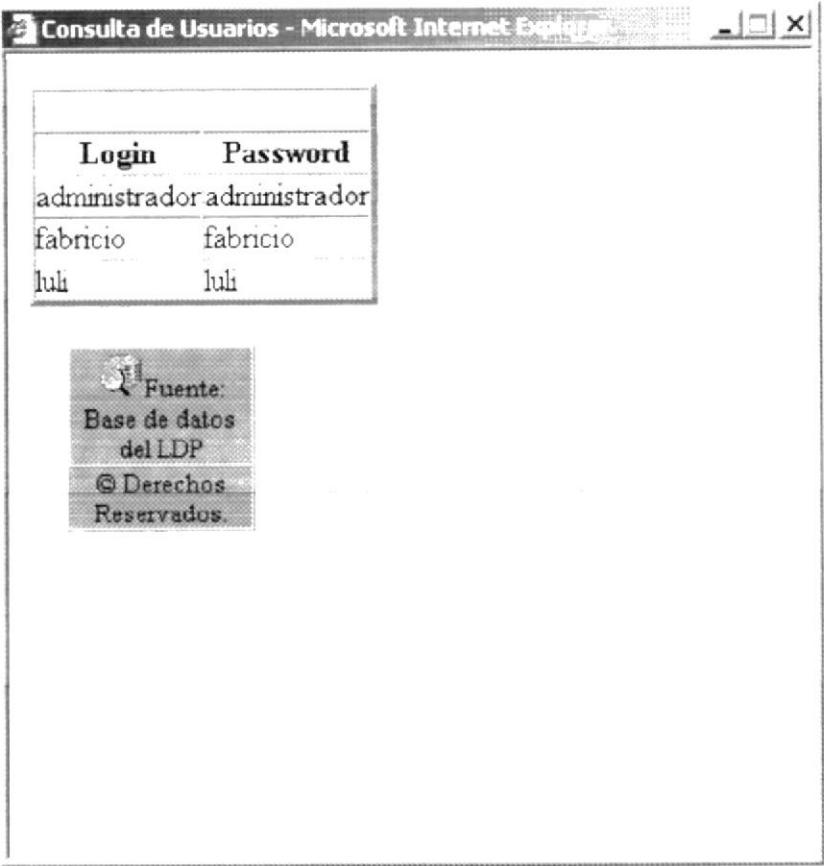 Consulta de Usuarios - Microsoft Internet Explorer
Login Password
administrador administrador
fabricio fabricio
luli luli
Fuente:
Base de datos
del LDP
© Derechos
Reservados.